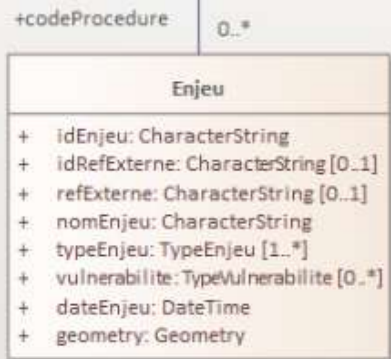 +codeProcedure
0..*
Enjeu
+ idEnjeu: CharacterString
+ idRefExterne: CharacterString [0..1]
+ refExterne: CharacterString [0..1]
+ nomEnjeu: CharacterString
+ typeEnjeu: TypeEnjeu [1..*]
+ vulnerabilite: TypeVulnerabilite [0..*]
+ dateEnjeu: DateTime
+ geometry: Geometry